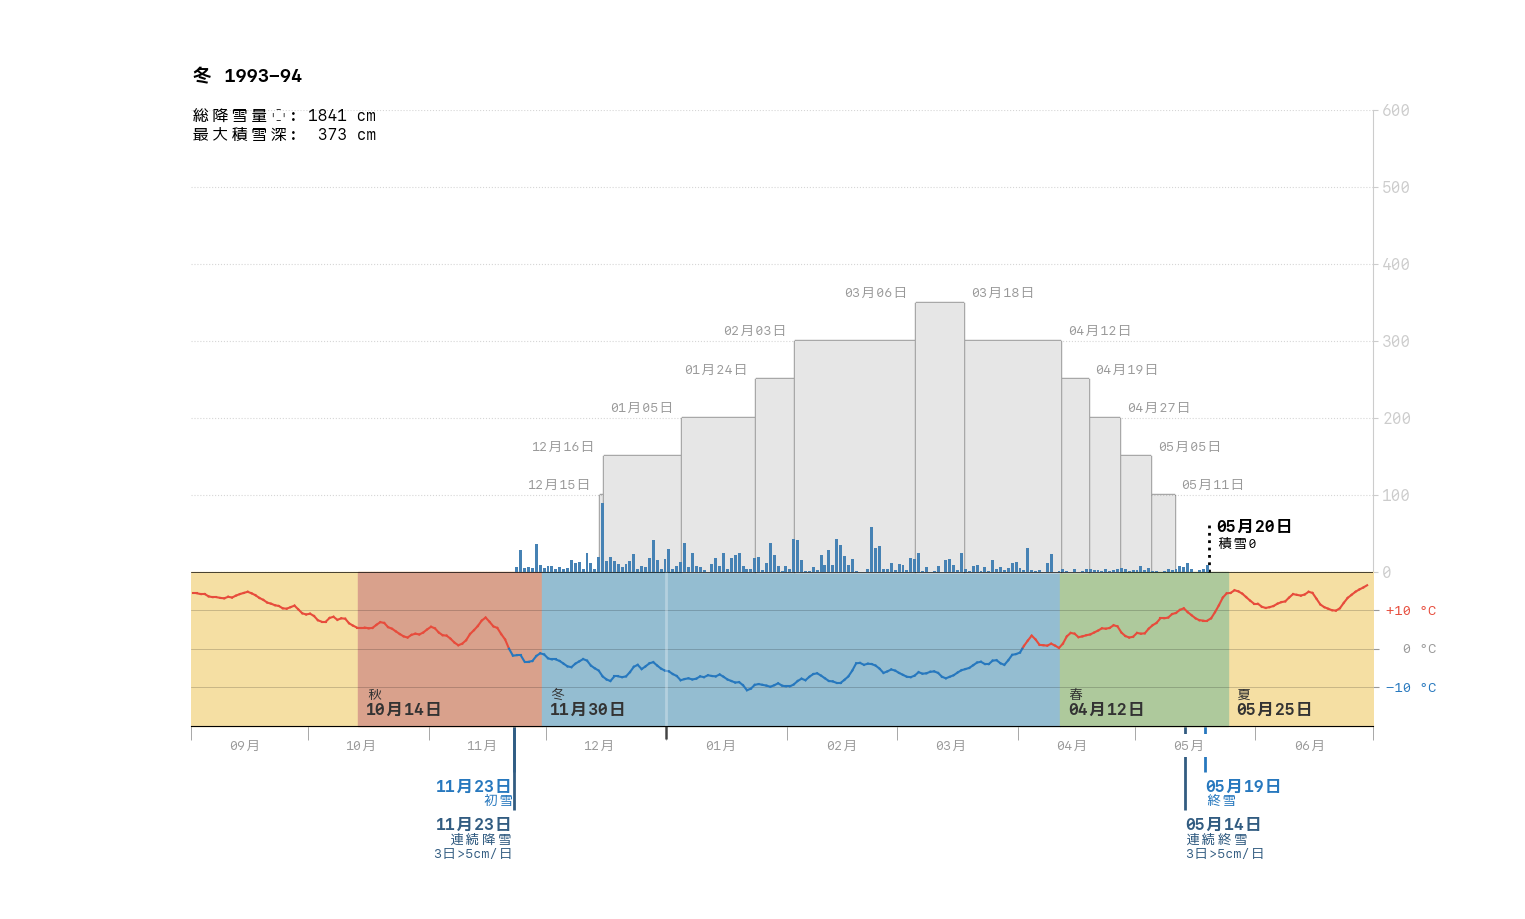 冬 1993–94
総降雪量: 1841 cm
最大積雪深: 373 cm
600
500
400
300
200
100
0
03月06日
03月18日
02月03日
04月12日
01月24日
04月19日
01月05日
04月27日
12月16日
05月05日
12月15日
05月11日
05月20日
積雪0
+10 °C
0 °C
−10 °C
秋
10月14日
冬
11月30日
春
04月12日
夏
05月25日
09月
10月
11月
12月
01月
02月
03月
04月
05月
06月
11月23日
初雪
05月19日
終雪
11月23日
連続降雪
3日>5cm/日
05月14日
連続終雪
3日>5cm/日